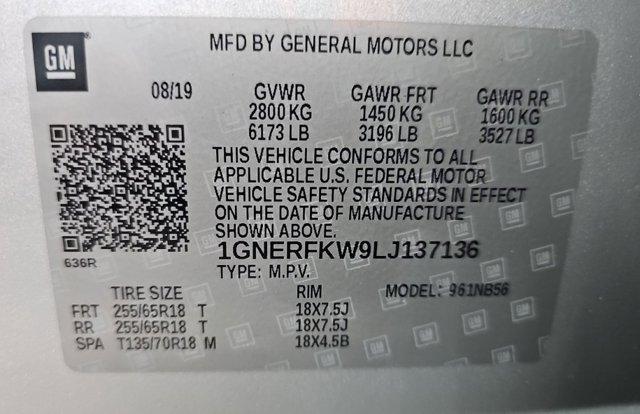 GM
MFD BY GENERAL MOTORS LLC
08/19 GVWR GAWR FRT GAWR RR
2800 KG 1450 KG 1600 KG
6173 LB 3196 LB 3527 LB
THIS VEHICLE CONFORMS TO ALL
APPLICABLE U.S. FEDERAL MOTOR
VEHICLE SAFETY STANDARDS IN EFFECT
ON THE DATE OF MANUFACTURE
SHOWN ABOVE.
636R
1GNERFKW9LJ137136
TYPE: M.P.V.
TIRE SIZE RIM MODEL: 961NB56
FRT 255/65R18 T 18X7.5J
RR 255/65R18 T 18X7.5J
SPA T135/70R18 M 18X4.5B